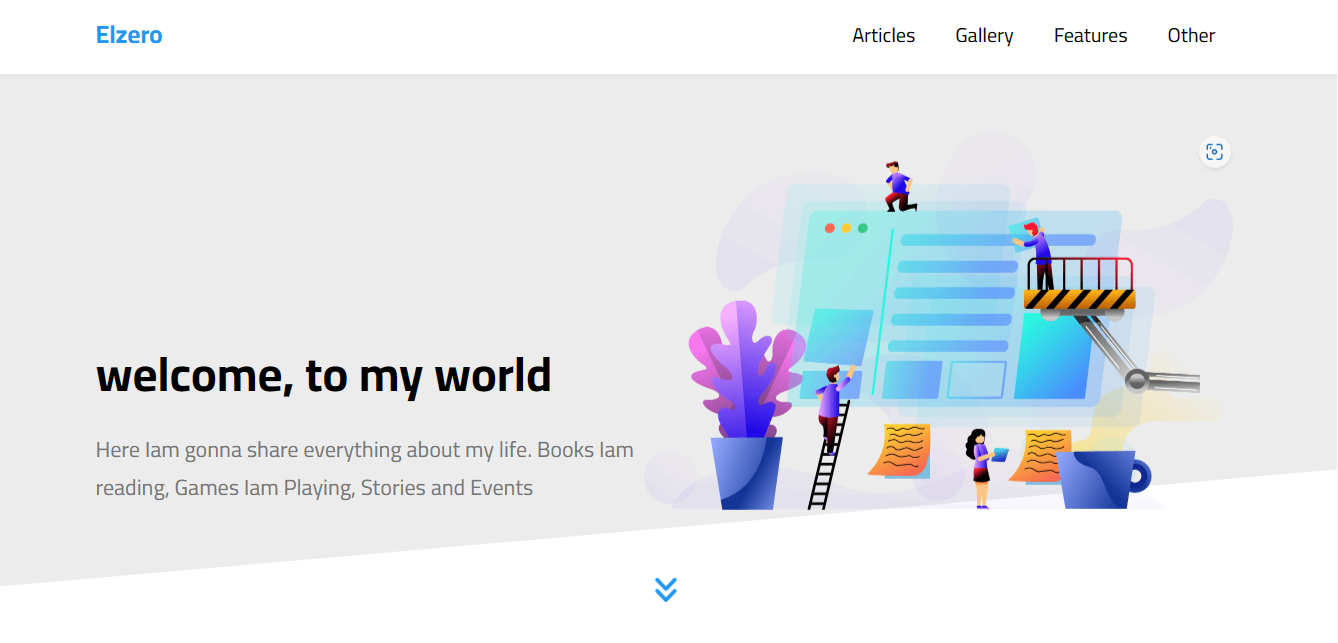 Elzero
Articles Gallery Features Other
welcome, to my world
Here Iam gonna share everything about my life. Books Iam
reading, Games Iam Playing, Stories and Events